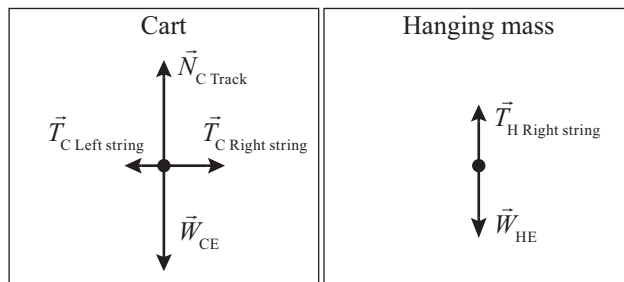 Cart
N⃗ C Track
T⃗ C Left string
T⃗ C Right string
W⃗ CE
Hanging mass
T⃗ H Right string
W⃗ HE